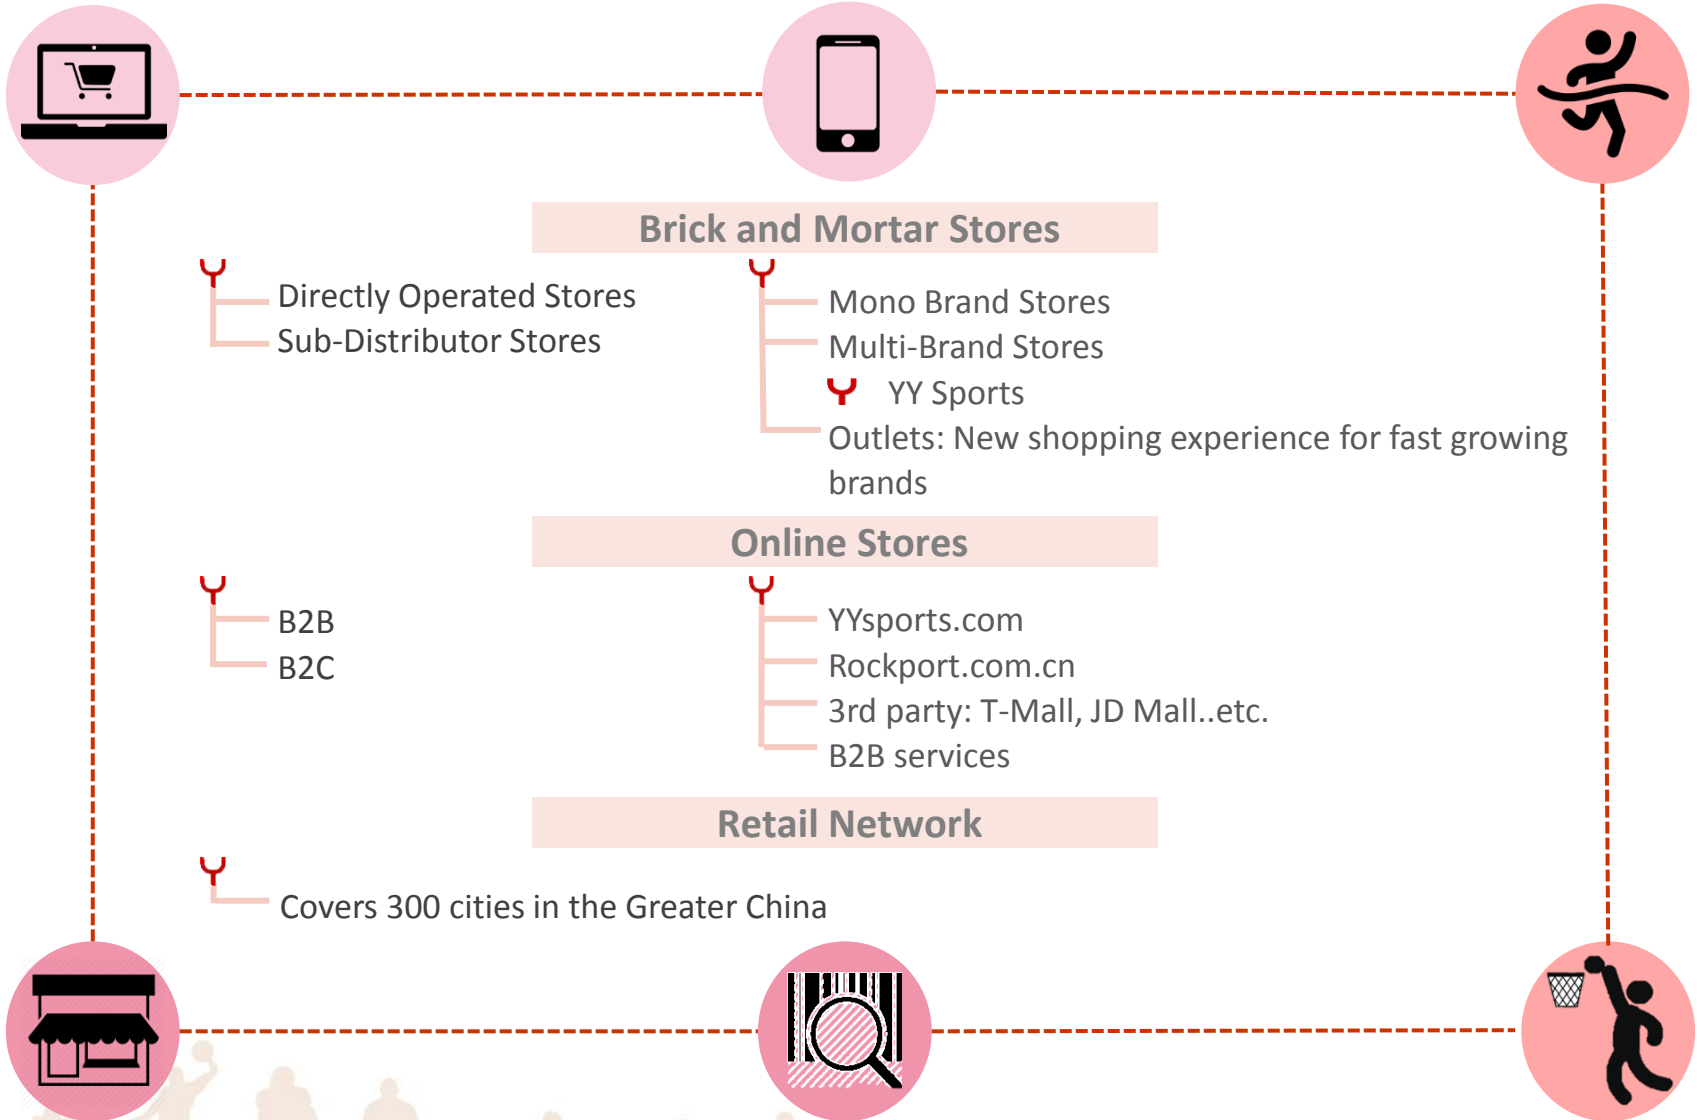 Brick and Mortar Stores
Directly Operated Stores
Sub-Distributor Stores
Mono Brand Stores
Multi-Brand Stores
YY Sports
Outlets: New shopping experience for fast growing
brands
Online Stores
B2B
B2C
YYsports.com
Rockport.com.cn
3rd party: T-Mall, JD Mall..etc.
B2B services
Retail Network
Covers 300 cities in the Greater China